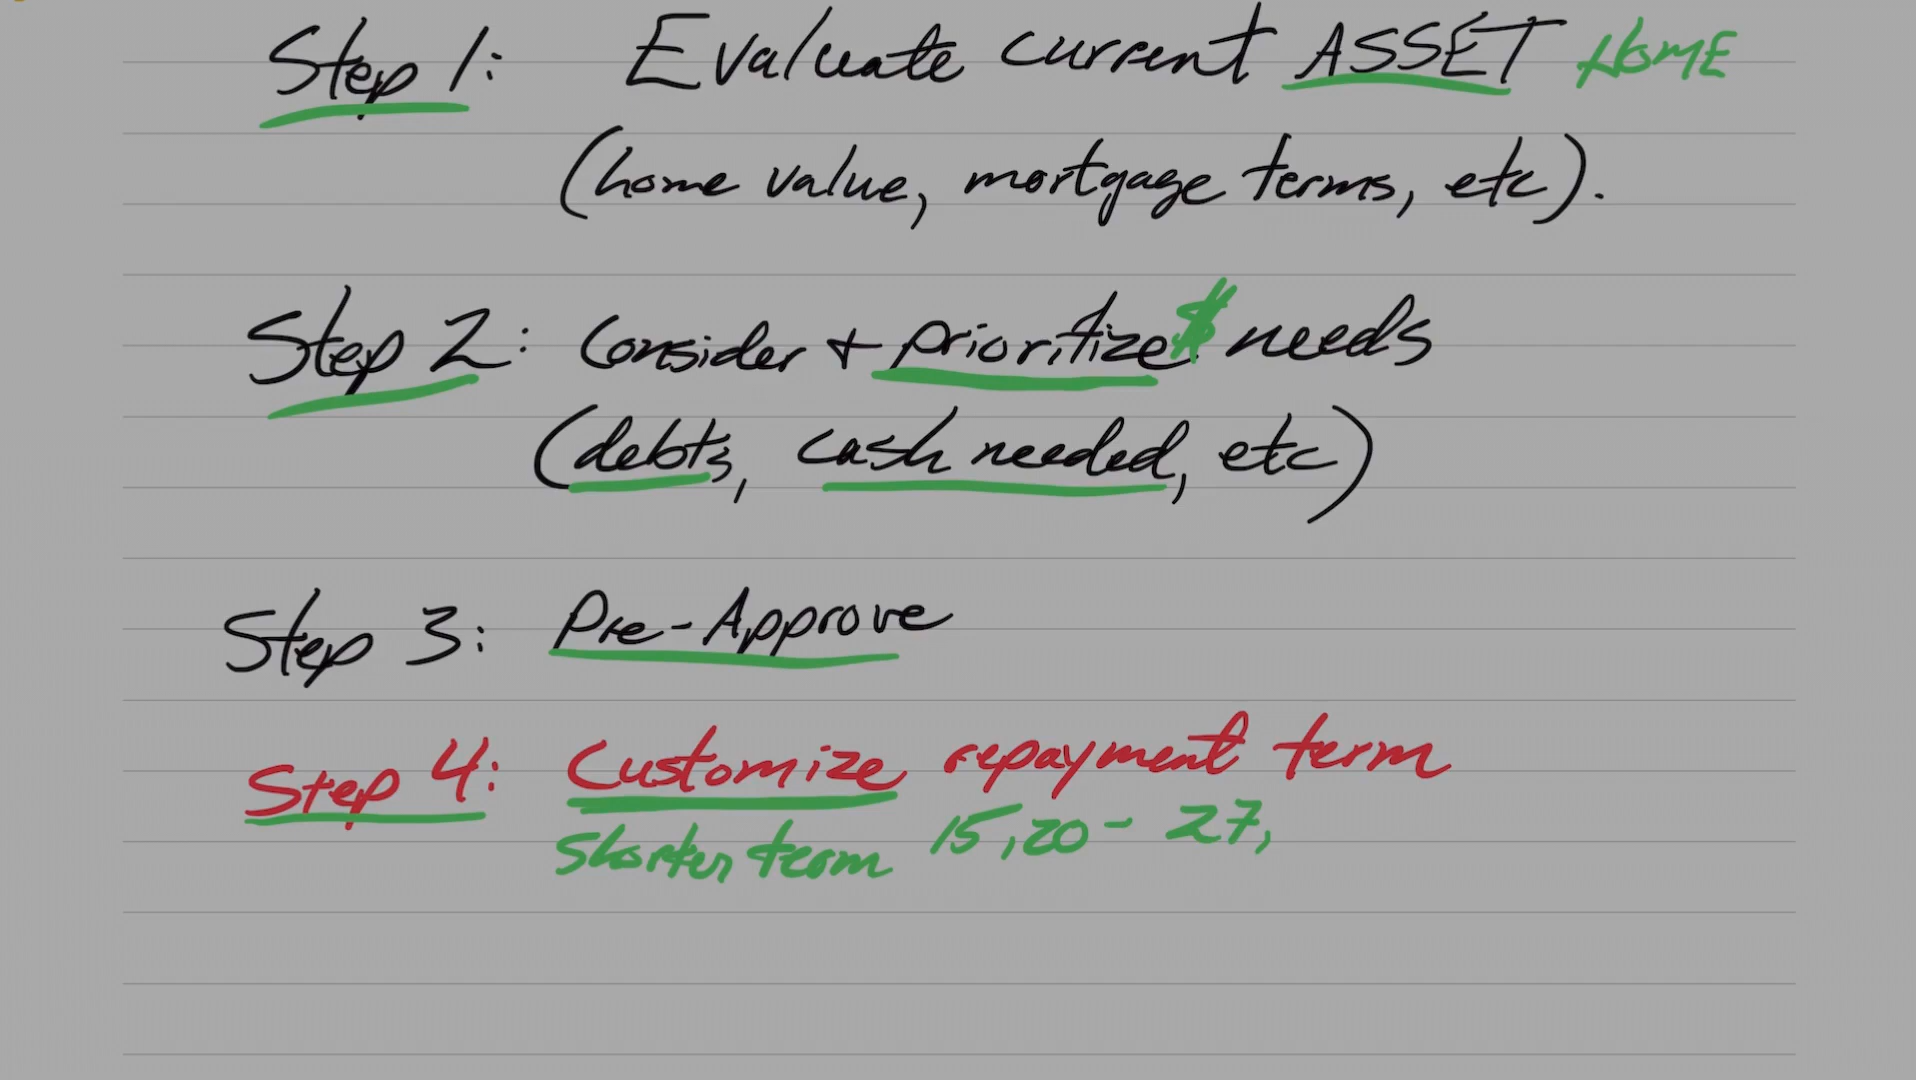 Step 1: Evaluate current ASSET HOME
(home value, mortgage terms, etc).
Step 2: Consider + prioritize $ needs
(debts, cash needed, etc)
Step 3: Pre-Approve
Step 4: Customize repayment term
Shorter term 15, 20 - 27,